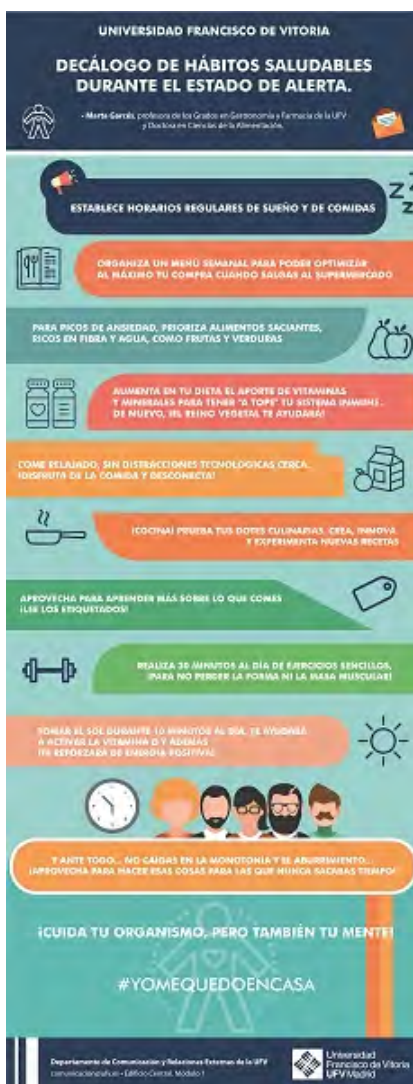 UNIVERSIDAD FRANCISCO DE VITORIA
DECÁLOGO DE HÁBITOS SALUDABLES
DURANTE EL ESTADO DE ALERTA.
- Marta Garcés, profesora de los Grados en Gastronomía y Farmacia de la UFV
y Doctora en Ciencias de la Alimentación.
ZZZ
ESTABLECE HORARIOS REGULARES DE SUEÑO Y DE COMIDAS
ORGANIZA UN MENÚ SEMANAL PARA PODER OPTIMIZAR
AL MÁXIMO TU COMPRA CUANDO SALGAS AL SUPERMERCADO
PARA PICOS DE ANSIEDAD, PRIORIZA ALIMENTOS SACIANTES,
RICOS EN FIBRA Y AGUA, COMO FRUTAS Y VERDURAS
AUMENTA EN TU DIETA EL APORTE DE VITAMINAS
Y MINERALES PARA TENER "A TOPE" TU SISTEMA INMUNE.
DE NUEVO, ¡EL REINO VEGETAL TE AYUDARÁ!
COME RELAJADO, SIN DISTRACCIONES TECNOLÓGICAS CERCA.
¡DISFRUTA DE LA COMIDA Y DESCONECTA!
¡COCINA! PRUEBA TUS DOTES CULINARIAS. CREA, INNOVA
Y EXPERIMENTA NUEVAS RECETAS
APROVECHA PARA APRENDER MÁS SOBRE LO QUE COMES
¡LEE LOS ETIQUETADOS!
REALIZA 30 MINUTOS AL DÍA DE EJERCICIOS SENCILLOS,
¡PARA NO PERDER LA FORMA NI LA MASA MUSCULAR!
TOMAR EL SOL DURANTE 10 MINUTOS AL DÍA, TE AYUDARÁ
A ACTIVAR LA VITAMINA D Y ADEMÁS
¡TE REFORZARÁ DE ENERGÍA POSITIVA!
Y ANTE TODO... NO CAIGAS EN LA MONOTONÍA Y EL ABURRIMIENTO...
¡APROVECHA PARA HACER ESAS COSAS PARA LAS QUE NUNCA SACABAS TIEMPO!
¡CUIDA TU ORGANISMO, PERO TAMBIÉN TU MENTE!
#YOMEQUEDOENCASA
Departamento de Comunicación y Relaciones Externas de la UFV
comunicacion@ufv.es - Edificio Central. Módulo 1
Universidad
Francisco de Vitoria
UFV Madrid